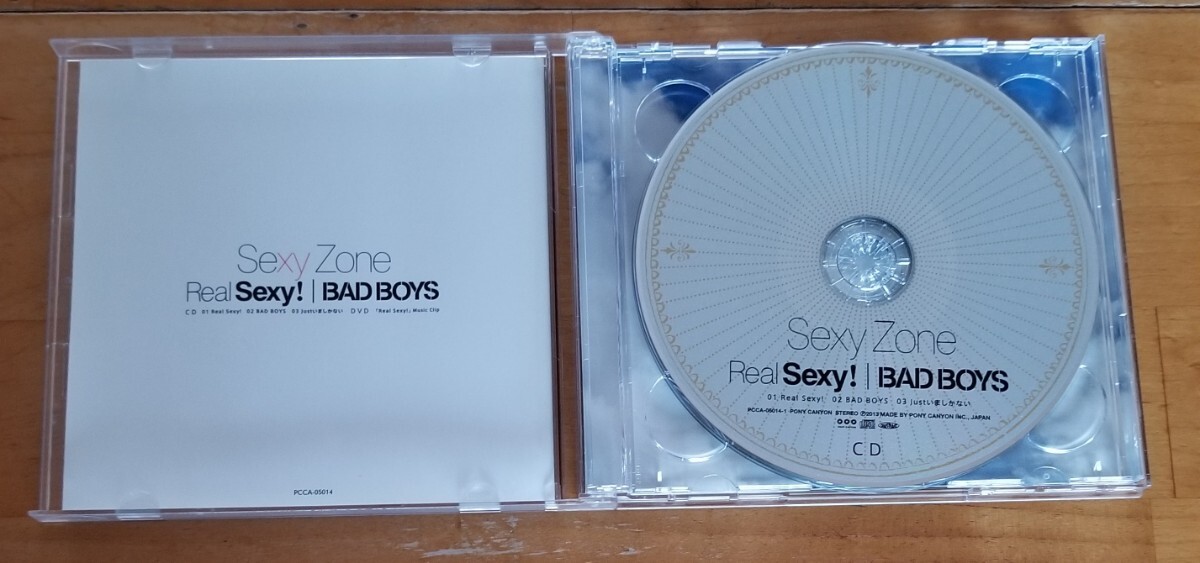 Sexy Zone
Real Sexy! | BAD BOYS
CD 01 Real Sexy! 02 BAD BOYS 03 Justいましかない DVD 「Real Sexy!」 Music Clip
PCCA-05014
Sexy Zone
Real Sexy! | BAD BOYS
01 Real Sexy! 02 BAD BOYS 03 Justいましかない
PCCA-05014-1 PONY CANYON STEREO Ⓟ2012 MADE BY PONY CANYON INC., JAPAN
CD